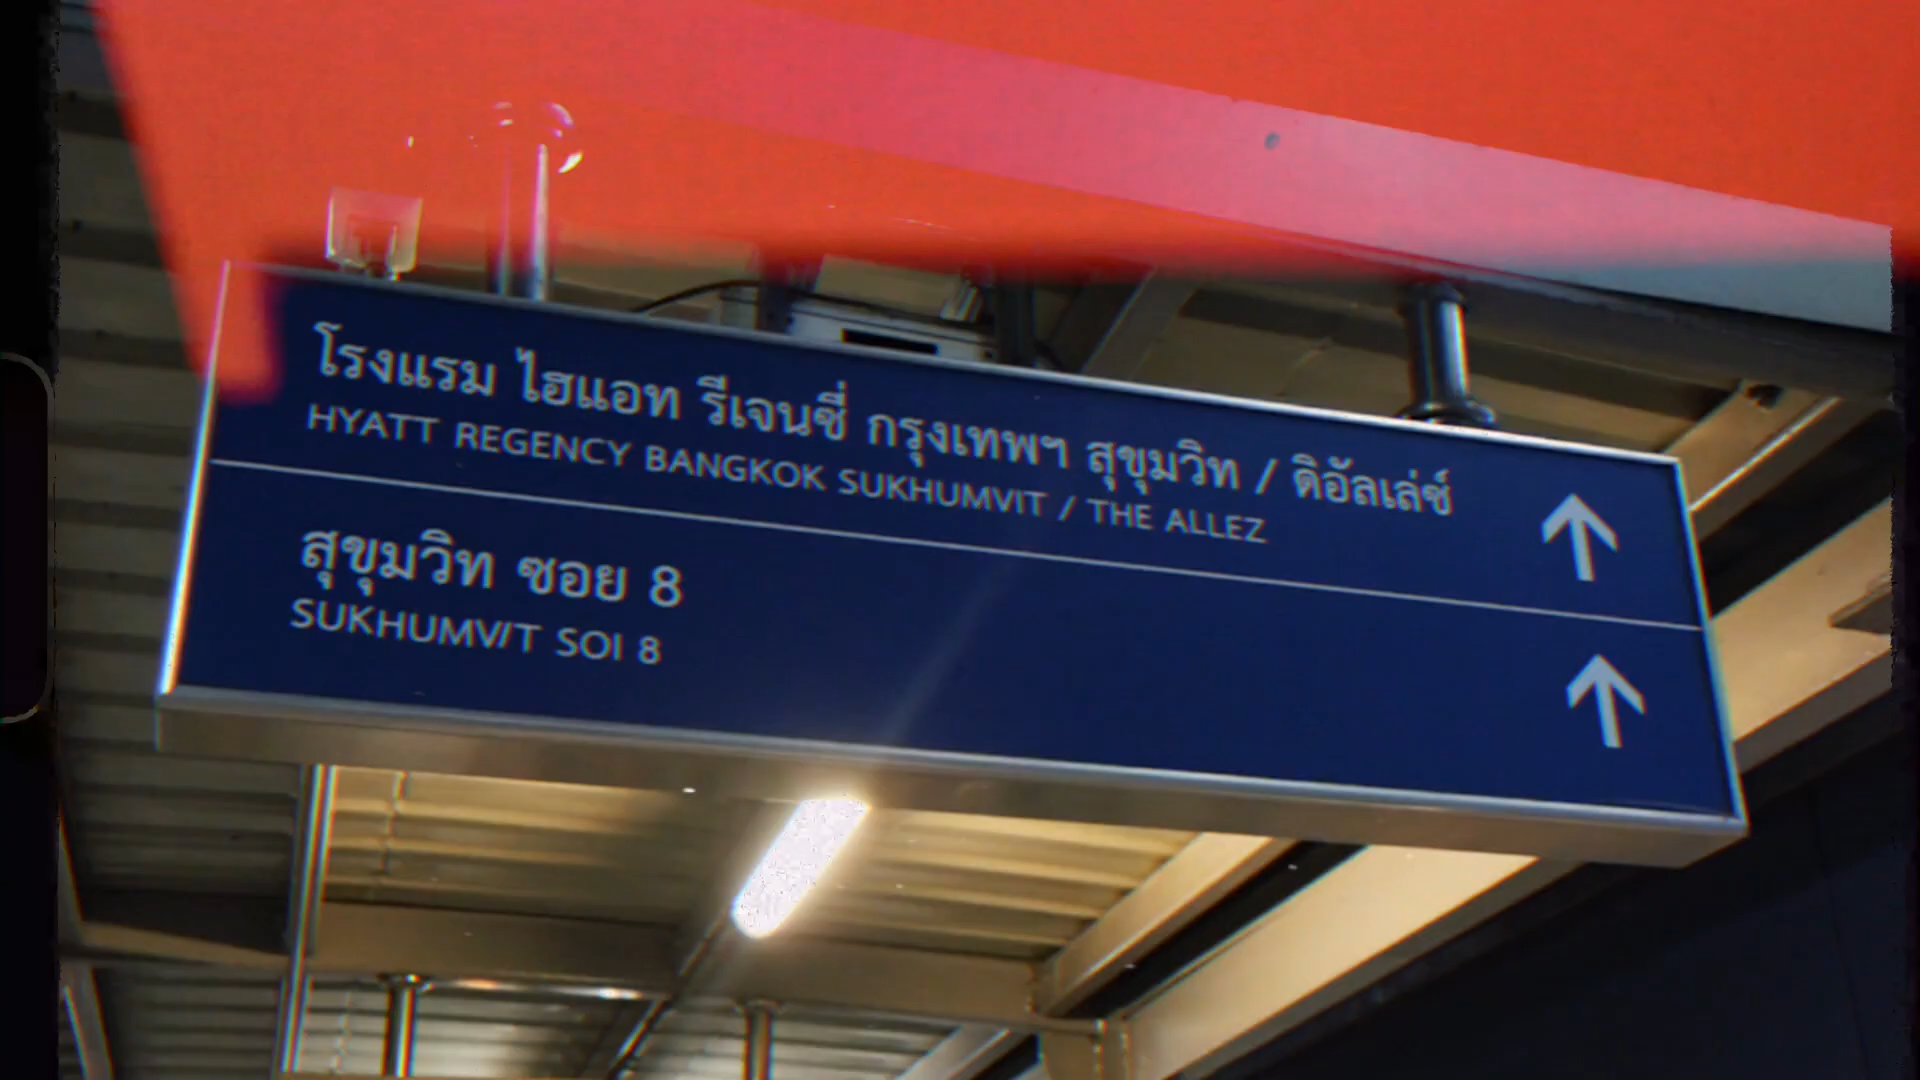 โรงแรม ไฮแอท รีเจนซี่ กรุงเทพฯ สุขุมวิท / ดิอัลเล่ซ์
HYATT REGENCY BANGKOK SUKHUMVIT / THE ALLEZ
สุขุมวิท ซอย 8
SUKHUMVIT SOI 8